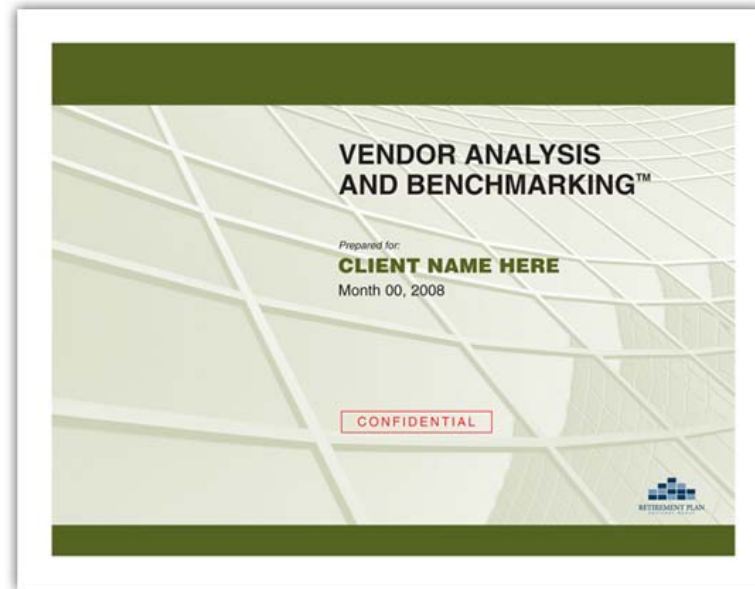 VENDOR ANALYSIS
AND BENCHMARKING™
Prepared for:
CLIENT NAME HERE
Month 00, 2008
CONFIDENTIAL
RETIREMENT PLAN